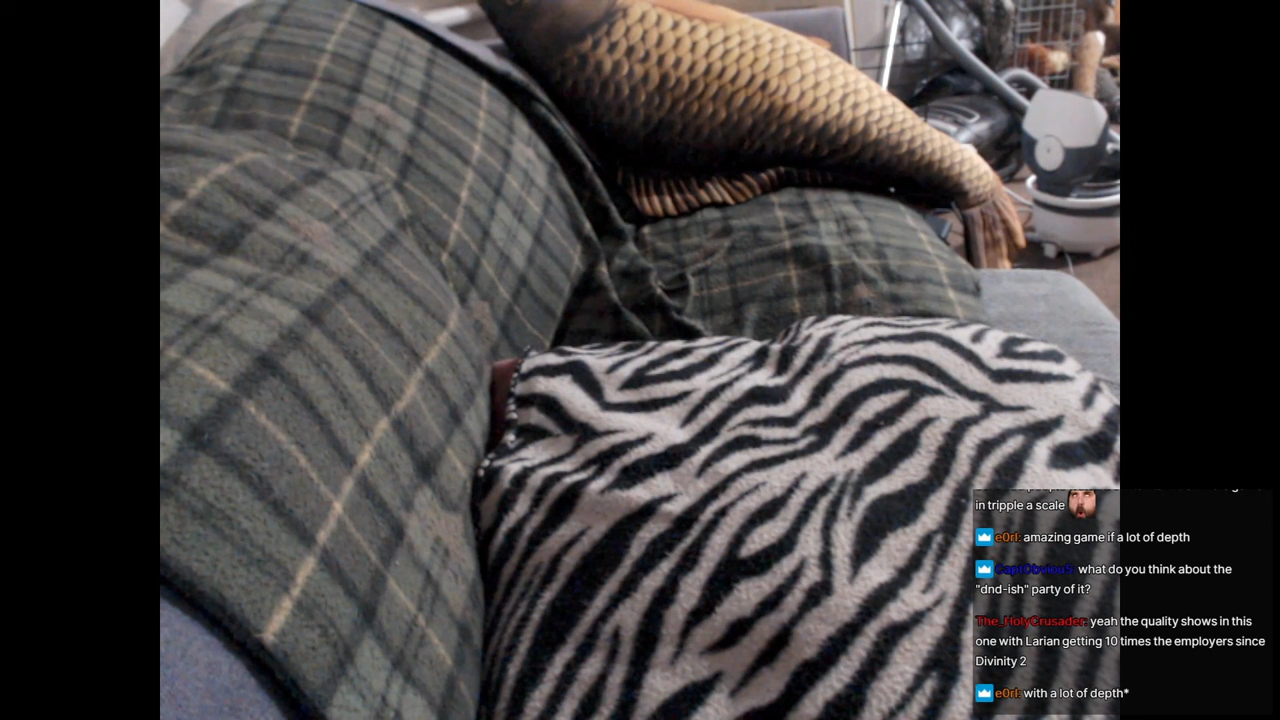 in tripple a scale
e0rl: amazing game if a lot of depth
CaptObvious: what do you think about the
"dnd-ish" party of it?
The_HolyCrusader: yeah the quality shows in this
one with Larian getting 10 times the employers since
Divinity 2
e0rl: with a lot of depth*